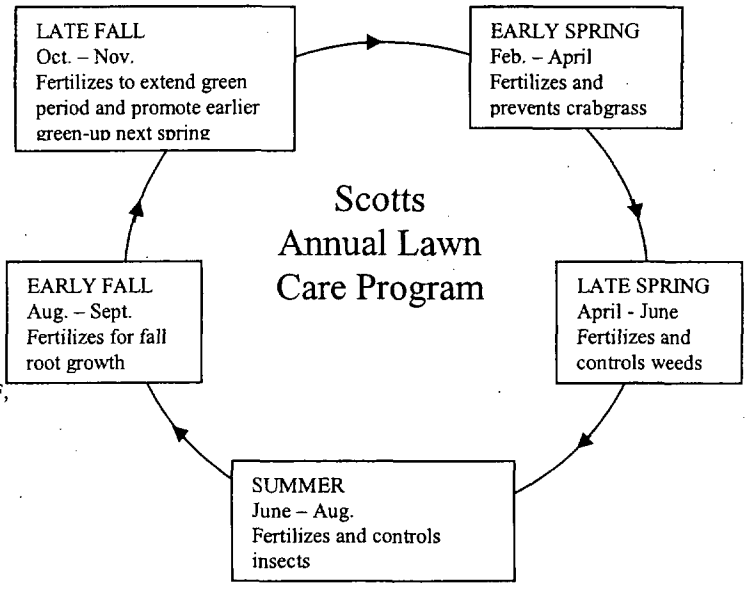 LATE FALL
Oct. – Nov.
Fertilizes to extend green
period and promote earlier
green-up next spring
EARLY SPRING
Feb. – April
Fertilizes and
prevents crabgrass
Scotts
Annual Lawn
Care Program
EARLY FALL
Aug. – Sept.
Fertilizes for fall
root growth
LATE SPRING
April - June
Fertilizes and
controls weeds
SUMMER
June – Aug.
Fertilizes and controls
insects